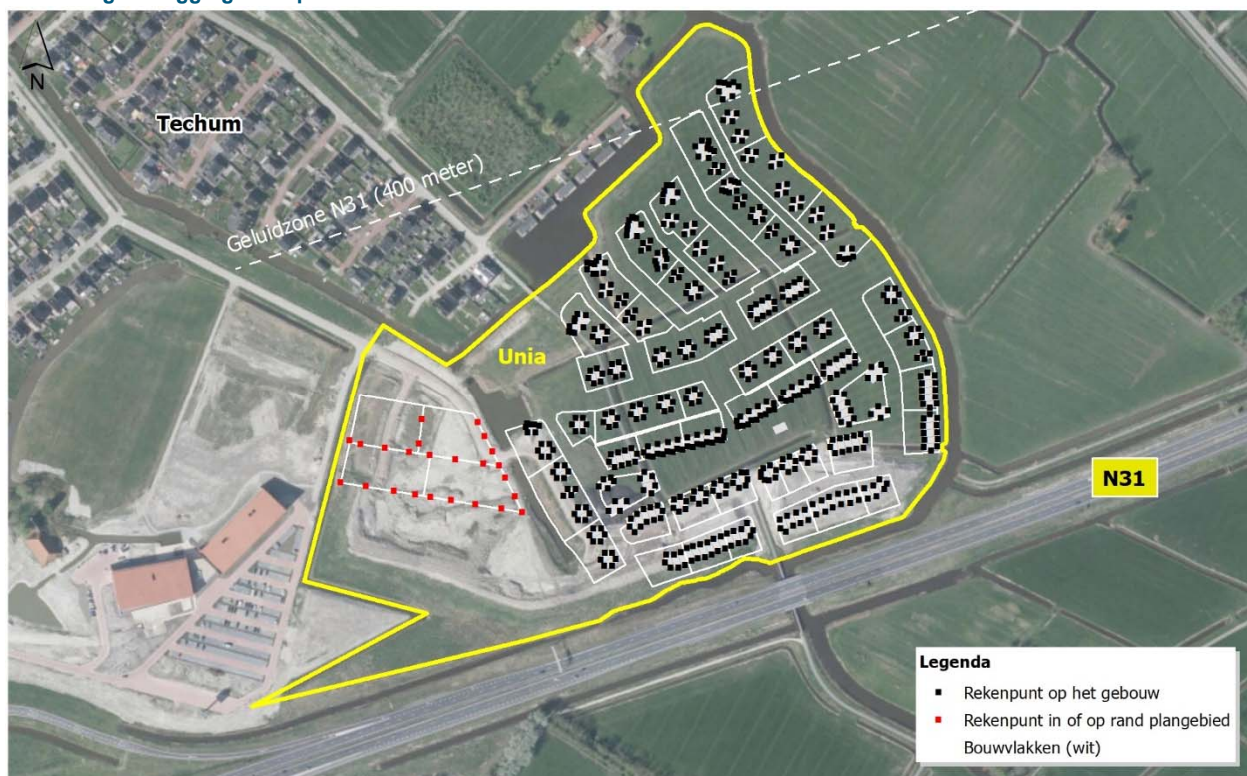 N
Techum
Geluidzone N31 (400 meter)
Unia
N31
Legenda
Rekenpunt op het gebouw
Rekenpunt in of op rand plangebied
Bouwvlakken (wit)